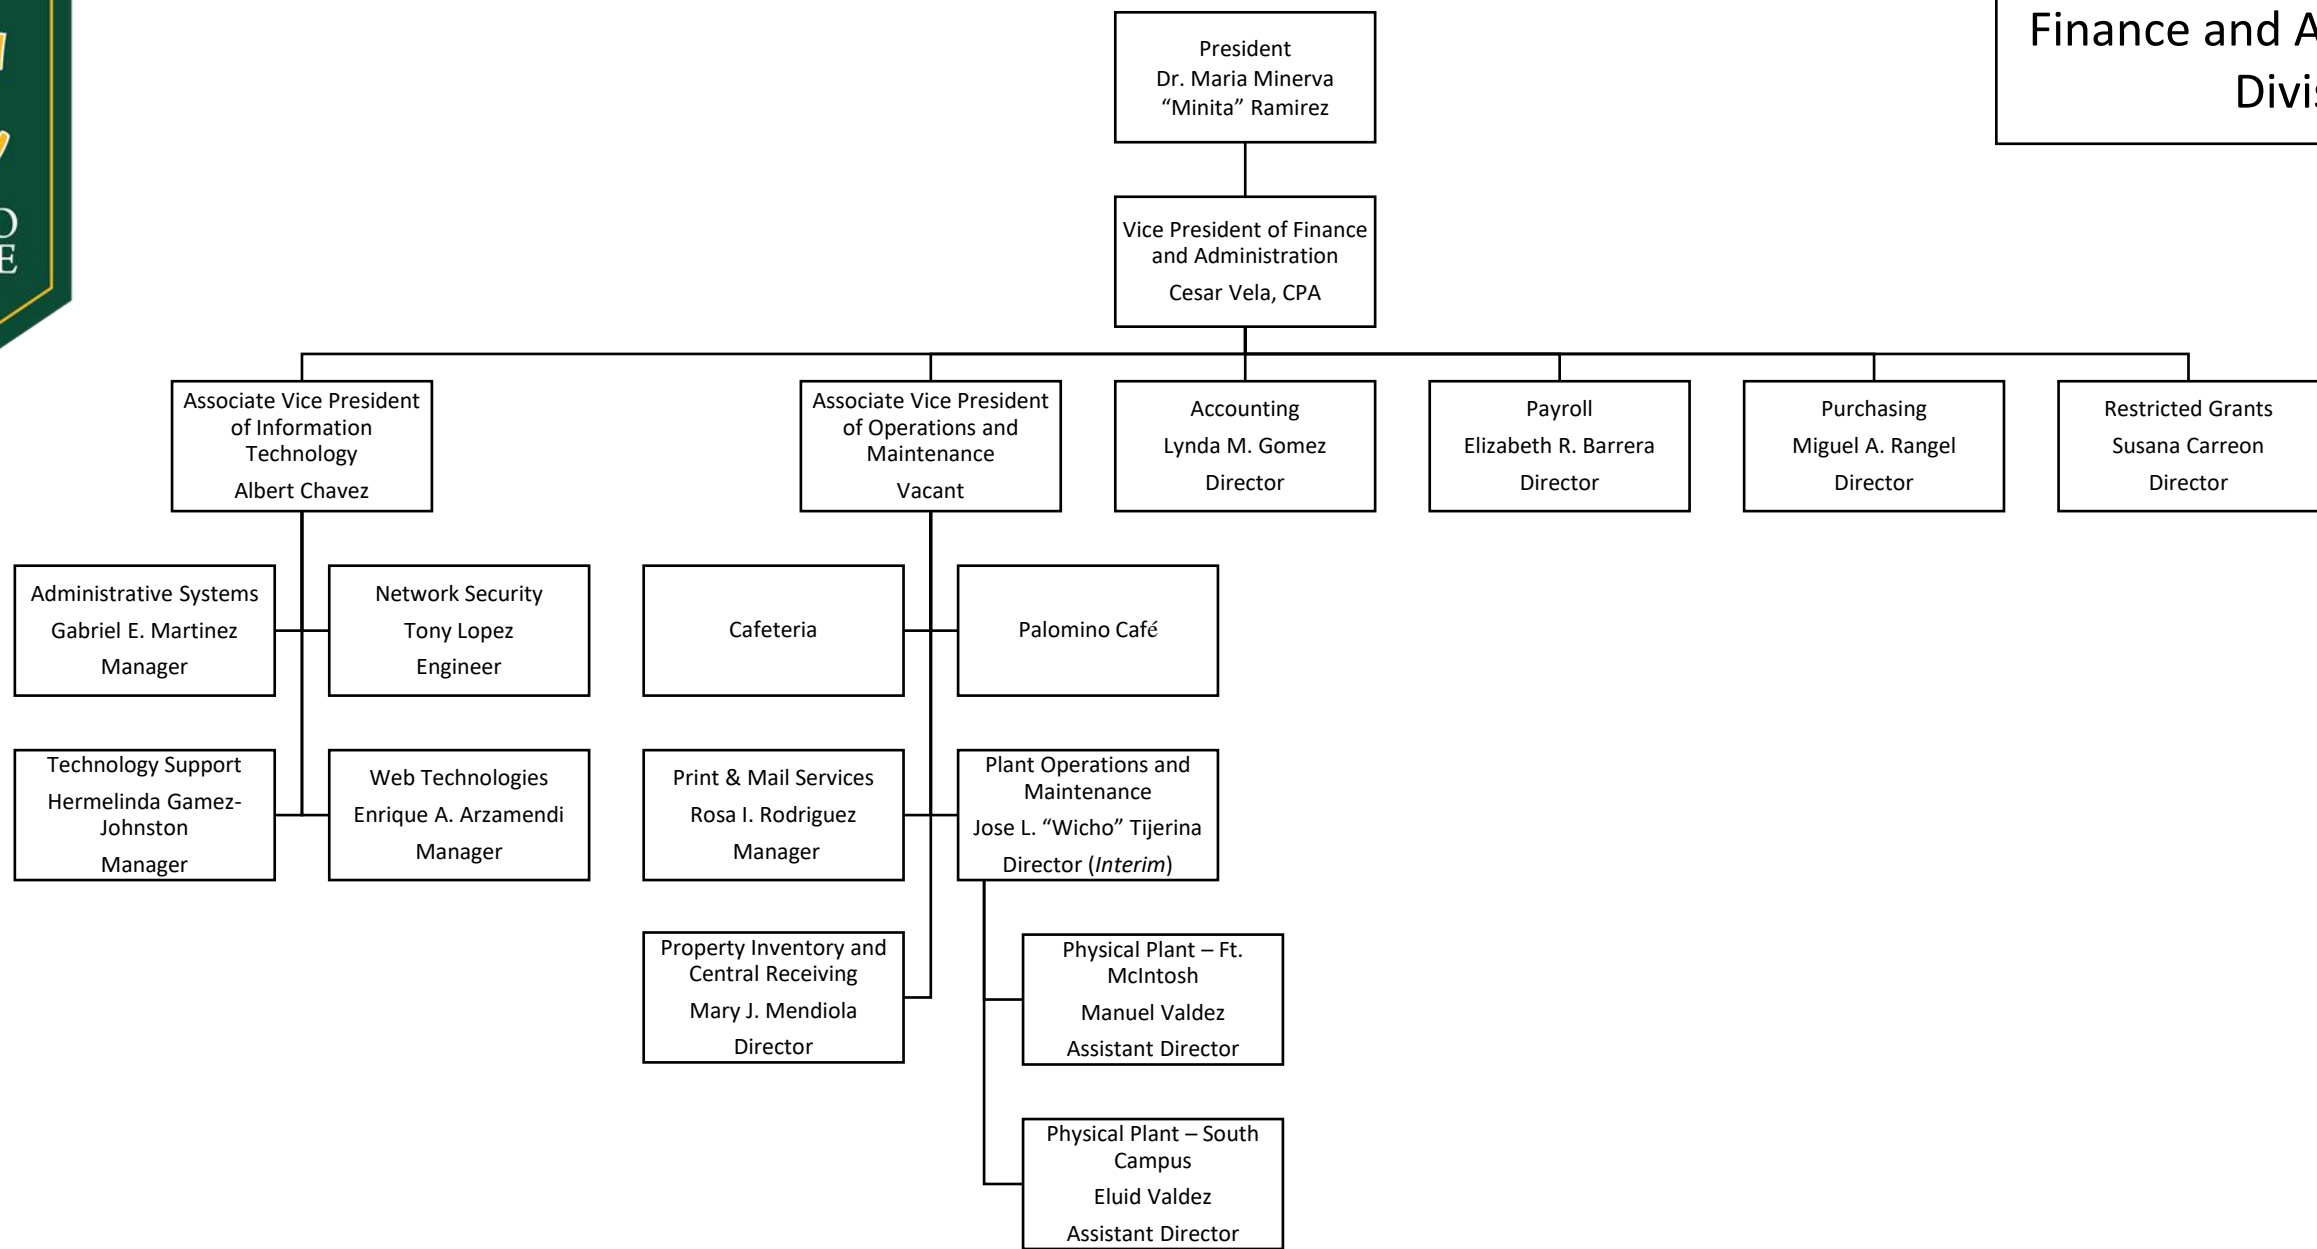 President
Dr. Maria Minerva
“Minita” Ramirez
Finance and A
Divis
O
E
Vice President of Finance
and Administration
Cesar Vela, CPA
Associate Vice President
of Information
Technology
Albert Chavez
Associate Vice President
of Operations and
Maintenance
Vacant
Accounting
Lynda M. Gomez
Director
Payroll
Elizabeth R. Barrera
Director
Purchasing
Miguel A. Rangel
Director
Restricted Grants
Susana Carreon
Director
Administrative Systems
Gabriel E. Martinez
Manager
Network Security
Tony Lopez
Engineer
Cafeteria
Palomino Café
Technology Support
Hermelinda Gamez-
Johnston
Manager
Web Technologies
Enrique A. Arzamendi
Manager
Print & Mail Services
Rosa I. Rodriguez
Manager
Plant Operations and
Maintenance
Jose L. “Wicho” Tijerina
Director (Interim)
Property Inventory and
Central Receiving
Mary J. Mendiola
Director
Physical Plant – Ft.
McIntosh
Manuel Valdez
Assistant Director
Physical Plant – South
Campus
Eluid Valdez
Assistant Director